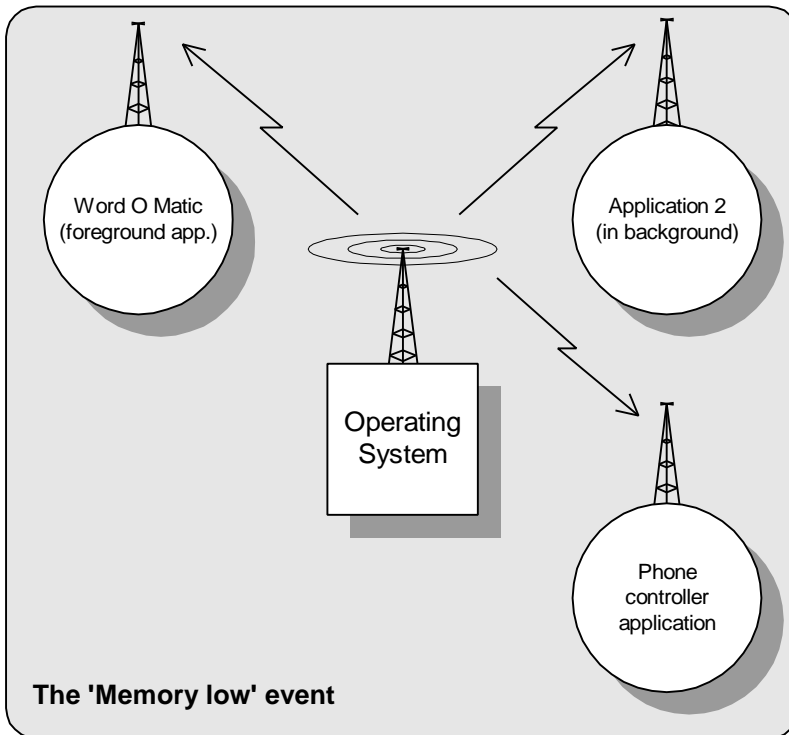 Word O Matic
(foreground app.)
Application 2
(in background)
Operating
System
Phone
controller
application
The 'Memory low' event